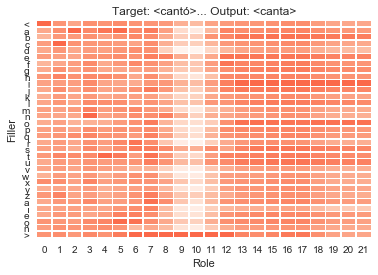 Target: <cantó>... Output: <canta>
Filler
<
a
b
c
e
f
g
h
k
m
o
p
q
s
t
u
v
w
x
y
z
>
0 1 2 3 4 5 6 7 8 9 10 11 12 13 14 15 16 17 18 19 20 21
Role